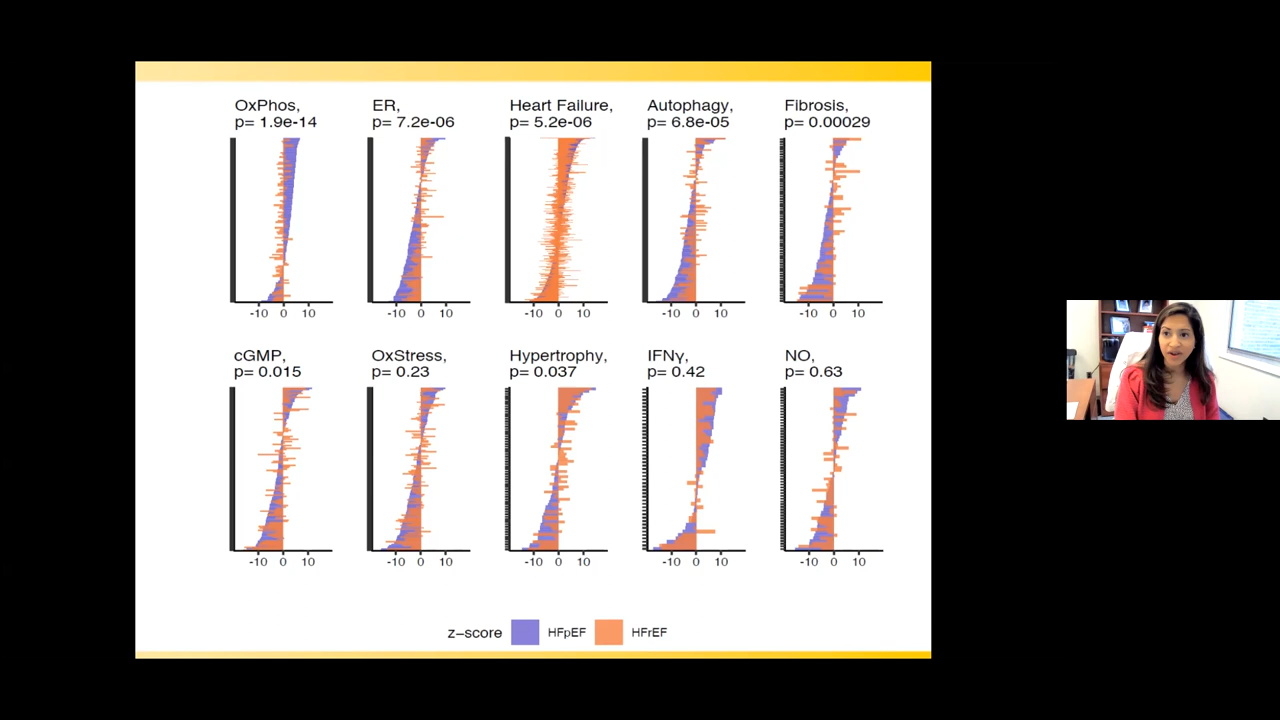 OxPhos,
p= 1.9e-14
ER,
p= 7.2e-06
Heart Failure,
p= 5.2e-06
Autophagy,
p= 6.8e-05
Fibrosis,
p= 0.00029
-10 0 10
-10 0 10
-10 0 10
-10 0 10
-10 0 10
cGMP,
p= 0.015
OxStress,
p= 0.23
Hypertrophy,
p= 0.037
IFNγ,
p= 0.42
NO,
p= 0.63
-10 0 10
-10 0 10
-10 0 10
-10 0 10
-10 0 10
z−score HFpEF HFrEF